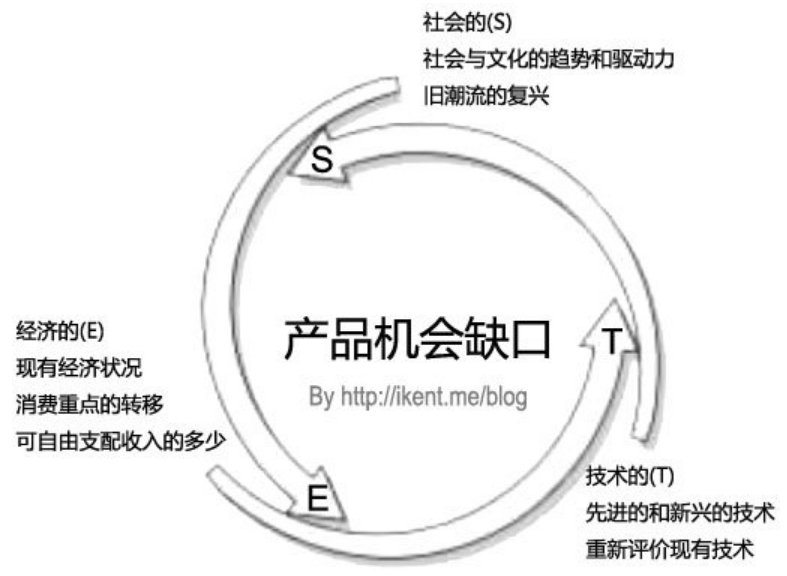 社会的(S)
社会与文化的趋势和驱动力
旧潮流的复兴
S
经济的(E)
现有经济状况
消费重点的转移
可自由支配收入的多少
产品机会缺口
By http://ikent.me/blog
T
E
技术的(T)
先进的和新兴的技术
重新评价现有技术